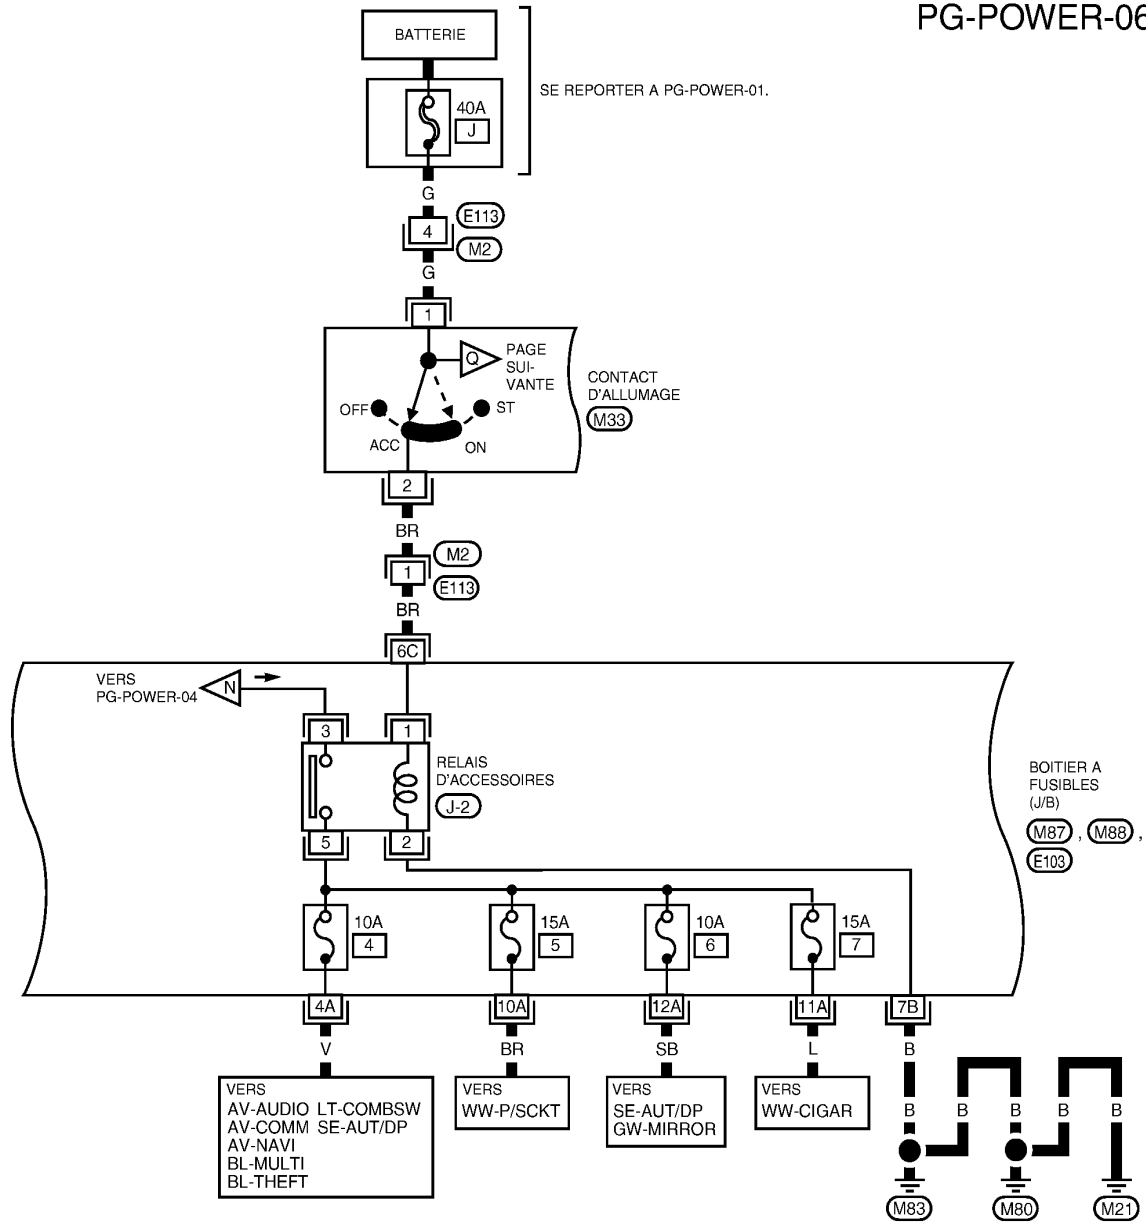 PG-POWER-06
BATTERIE
SE REPORTER A PG-POWER-01.
40A
J
G
E113
4
M2
G
1
Q
PAGE
SUI-
VANTE
CONTACT
D'ALLUMAGE
M33
OFF
ST
ACC
ON
2
BR
M2
1
E113
BR
6C
VERS
PG-POWER-04
N
3
1
RELAIS
D'ACCESSOIRES
J-2
5
2
BOITIER A
FUSIBLES
(J/B)
M87 , M88 ,
E103
10A
4
15A
5
10A
6
15A
7
4A
10A
12A
11A
7B
V
BR
SB
L
B
VERS
AV-AUDIO LT-COMBSW
AV-COMM SE-AUT/DP
AV-NAVI
BL-MULTI
BL-THEFT
VERS
WW-P/SCKT
VERS
SE-AUT/DP
GW-MIRROR
VERS
WW-CIGAR
B B B B B
M83 M80 M21